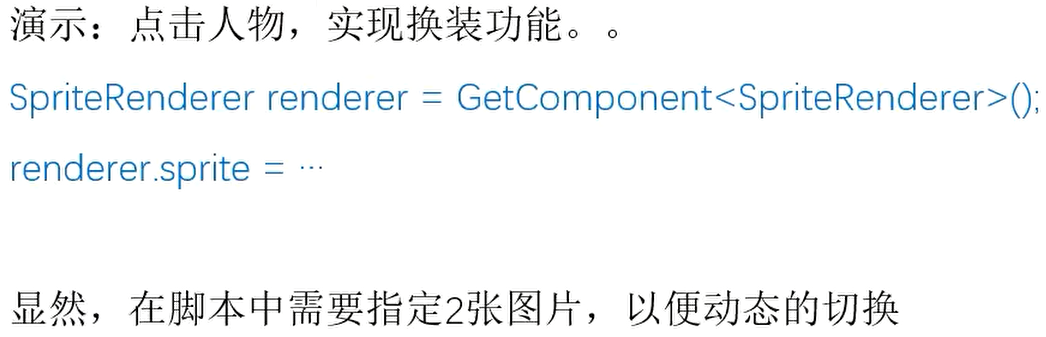 演示：点击人物，实现换装功能。。
SpriteRenderer renderer = GetComponent<SpriteRenderer>();
renderer.sprite = ···
显然，在脚本中需要指定2张图片，以便动态的切换